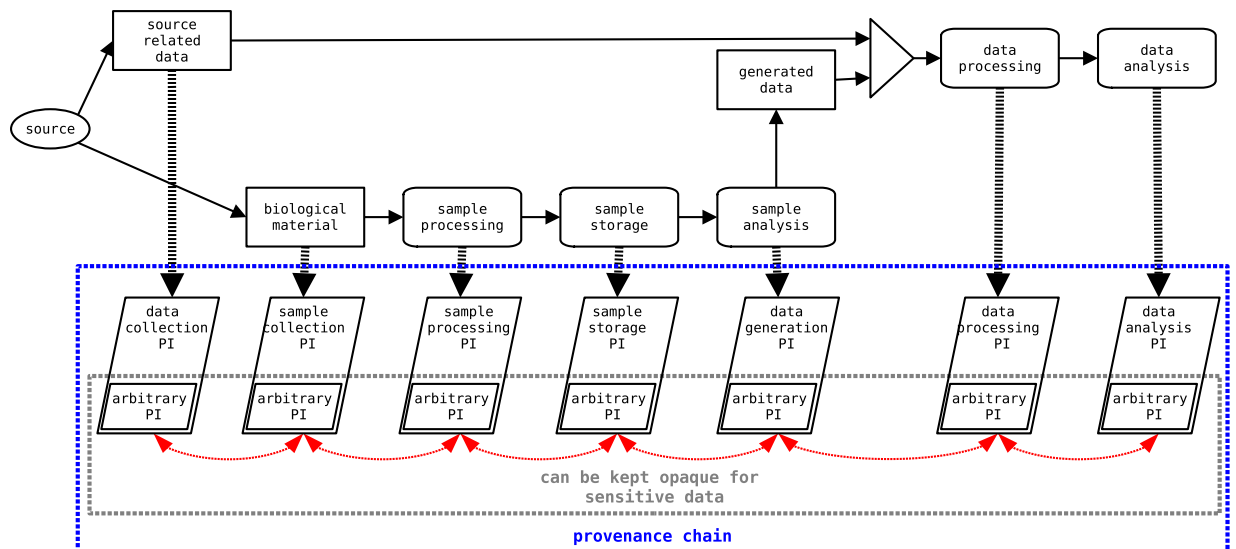 source
related
data
data
processing
data
analysis
generated
data
source
biological
material
sample
processing
sample
storage
sample
analysis
data
collection
PI
sample
collection
PI
sample
processing
PI
sample
storage
PI
data
generation
PI
data
processing
PI
data
analysis
PI
arbitrary
PI
arbitrary
PI
arbitrary
PI
arbitrary
PI
arbitrary
PI
arbitrary
PI
arbitrary
PI
can be kept opaque for
sensitive data
provenance chain